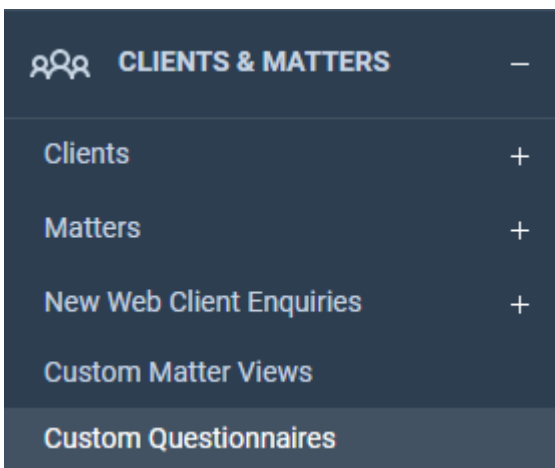 CLIENTS & MATTERS –
Clients +
Matters +
New Web Client Enquiries +
Custom Matter Views
Custom Questionnaires